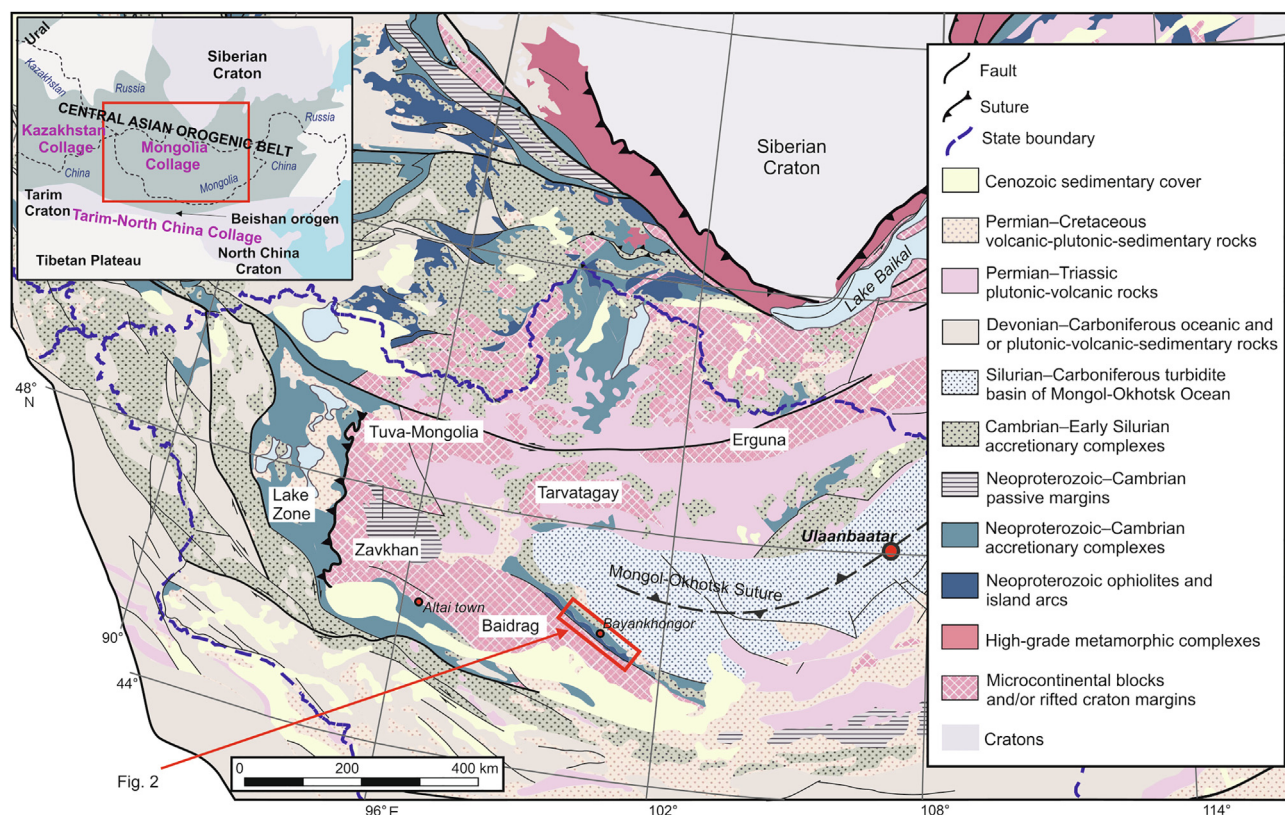 Ural
Kazakhstan
Russia
Siberian
Craton
Russia
CENTRAL ASIAN OROGENIC BELT
Kazakhstan
Collage
Mongolia
Collage
China
China
Mongolia
Tarim
Craton
Beishan orogen
Tarim-North China Collage
North China
Craton
Tibetan Plateau
Siberian
Craton
Lake Baikal
48°
N
Tuva-Mongolia
Erguna
Lake
Zone
Tarvatagay
Zavkhan
Ulaanbaatar
Mongol-Okhotsk Suture
Altai town
Baidrag
Bayankhongor
90°
44°
Fig. 2
0 200 400 km
96° E
102°
108°
114°
Fault
Suture
State boundary
Cenozoic sedimentary cover
Permian–Cretaceous
volcanic-plutonic-sedimentary rocks
Permian–Triassic
plutonic-volcanic rocks
Devonian–Carboniferous oceanic and
or plutonic-volcanic-sedimentary rocks
Silurian–Carboniferous turbidite
basin of Mongol-Okhotsk Ocean
Cambrian–Early Silurian
accretionary complexes
Neoproterozoic–Cambrian
passive margins
Neoproterozoic–Cambrian
accretionary complexes
Neoproterozoic ophiolites and
island arcs
High-grade metamorphic complexes
Microcontinental blocks
and/or rifted craton margins
Cratons